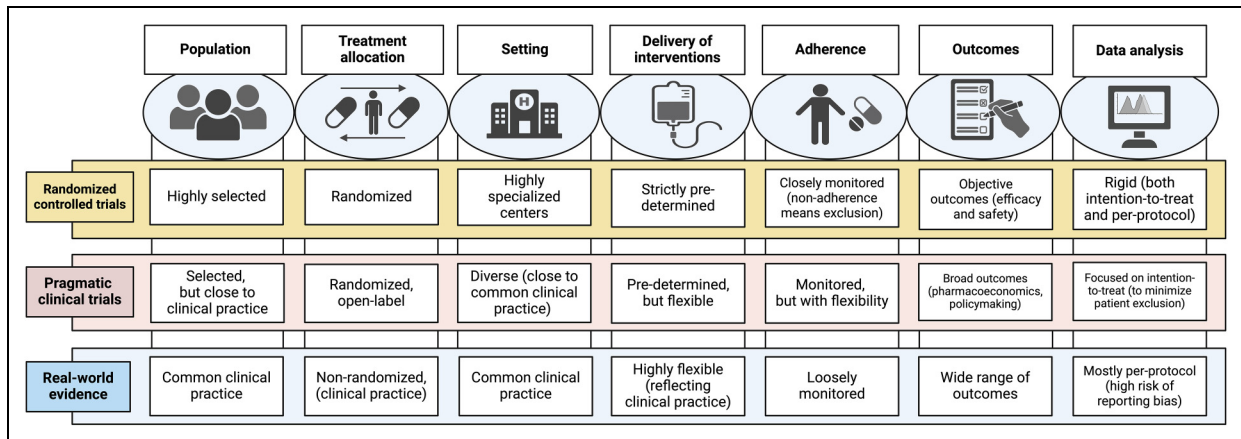 Population
Treatment
allocation
Setting
Delivery of
interventions
Adherence
Outcomes
Data analysis
H
Randomized
controlled trials
Highly selected
Randomized
Highly
specialized
centers
Strictly pre-
determined
Closely monitored
(non-adherence
means exclusion)
Objective
outcomes (efficacy
and safety)
Rigid (both
intention-to-treat
and per-protocol)
Pragmatic
clinical trials
Selected,
but close to
clinical practice
Randomized,
open-label
Diverse (close to
common clinical
practice)
Pre-determined,
but flexible
Monitored,
but with flexibility
Broad outcomes
(pharmacoeconomics,
policymaking)
Focused on intention-
to-treat (to minimize
patient exclusion)
Real-world
evidence
Common clinical
practice
Non-randomized,
(clinical practice)
Common clinical
practice
Highly flexible
(reflecting
clinical practice)
Loosely
monitored
Wide range of
outcomes
Mostly per-protocol
(high risk of
reporting bias)